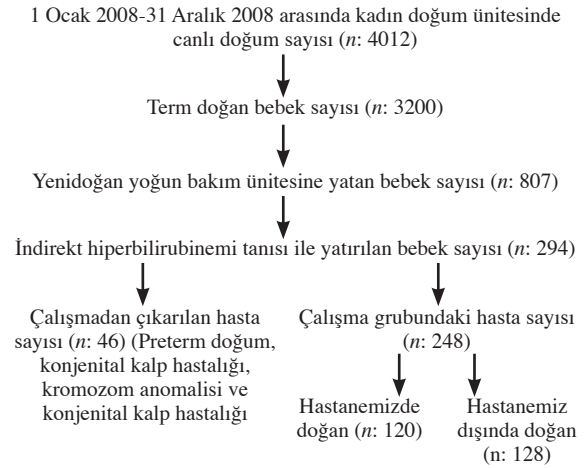 1 Ocak 2008-31 Aralık 2008 arasında kadın doğum ünitesinde
canlı doğum sayısı (n: 4012)
Term doğan bebek sayısı (n: 3200)
Yenidoğan yoğun bakım ünitesine yatan bebek sayısı (n: 807)
İndirekt hiperbilirubinemi tanısı ile yatırılan bebek sayısı (n: 294)
Çalışmadan çıkarılan hasta
sayısı (n: 46) (Preterm doğum,
konjenital kalp hastalığı,
kromozom anomalisi ve
konjenital kalp hastalığı
Çalışma grubundaki hasta sayısı
(n: 248)
Hastanemizde
doğan (n: 120)
Hastanemiz
dışında doğan
(n: 128)